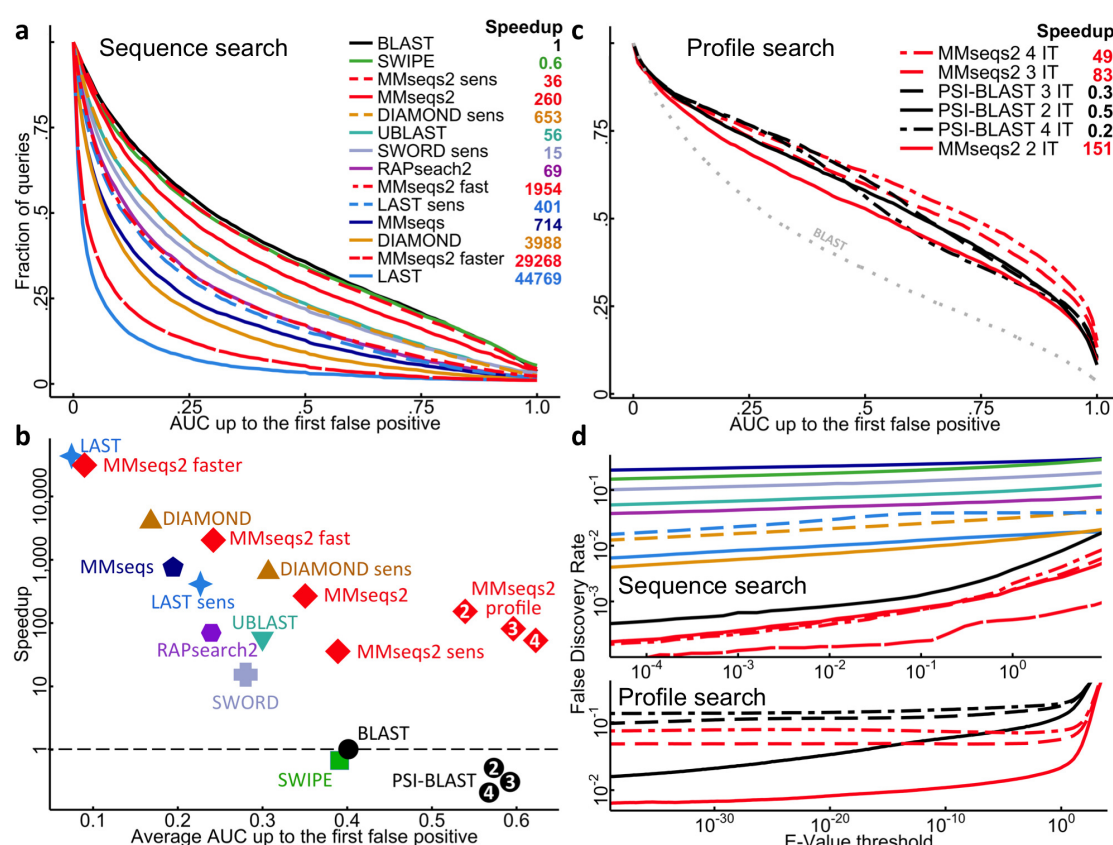 a
Sequence search
Speedup
BLAST 1
SWIPE 0.6
MMseqs2 sens 36
MMseqs2 260
DIAMOND sens 653
UBLAST 56
SWORD sens 15
RAPseach2 69
MMseqs2 fast 1954
LAST sens 401
MMseqs 714
DIAMOND 3988
MMseqs2 faster 29268
LAST 44769
Fraction of queries
.75
.5
.25
0
0 .25 .5 .75 1.0
AUC up to the first false positive
c
Profile search
Speedup
MMseqs2 4 IT 49
MMseqs2 3 IT 83
PSI-BLAST 3 IT 0.3
PSI-BLAST 2 IT 0.5
PSI-BLAST 4 IT 0.2
MMseqs2 2 IT 151
BLAST
.75
.5
.25
0
0 .25 .5 .75 1.0
AUC up to the first false positive
b
LAST
MMseqs2 faster
DIAMOND
MMseqs2 fast
MMseqs
LAST sens
DIAMOND sens
MMseqs2
MMseqs2
profile
2
3
4
UBLAST
RAPsearch2
MMseqs2 sens
SWORD
BLAST
SWIPE
PSI-BLAST
2
3
4
Speedup
10,000
1,000
100
10
1
0.1 0.2 0.3 0.4 0.5 0.6
Average AUC up to the first false positive
d
False Discovery Rate
10⁻¹
10⁻²
10⁻³
Sequence search
10⁻⁴ 10⁻³ 10⁻² 10⁻¹ 10⁰
Profile search
10⁻¹
10⁻²
10⁻³⁰ 10⁻²⁰ 10⁻¹⁰ 10⁰
E-Value threshold